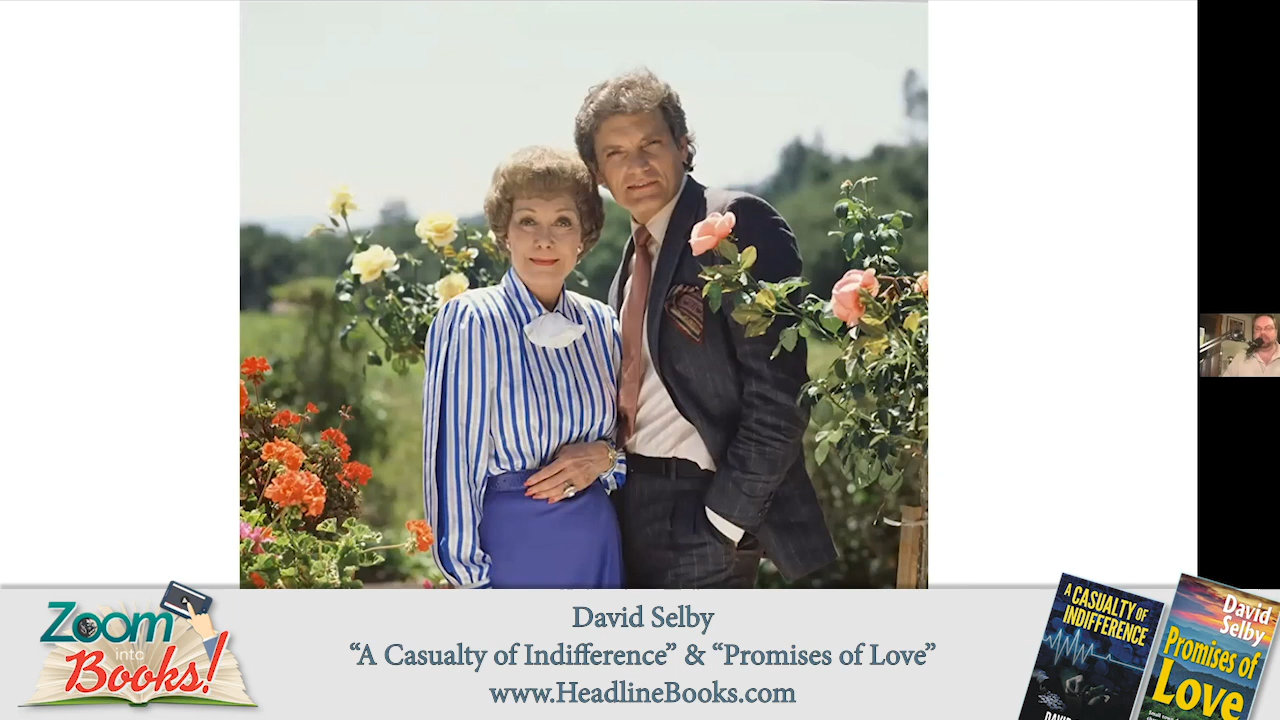 David Selby
“A Casualty of Indifference” & “Promises of Love”
www.HeadlineBooks.com
Zoom
into
Books!
A CASUALTY OF
INDIFFERENCE
David
Selby
Promises of
Love